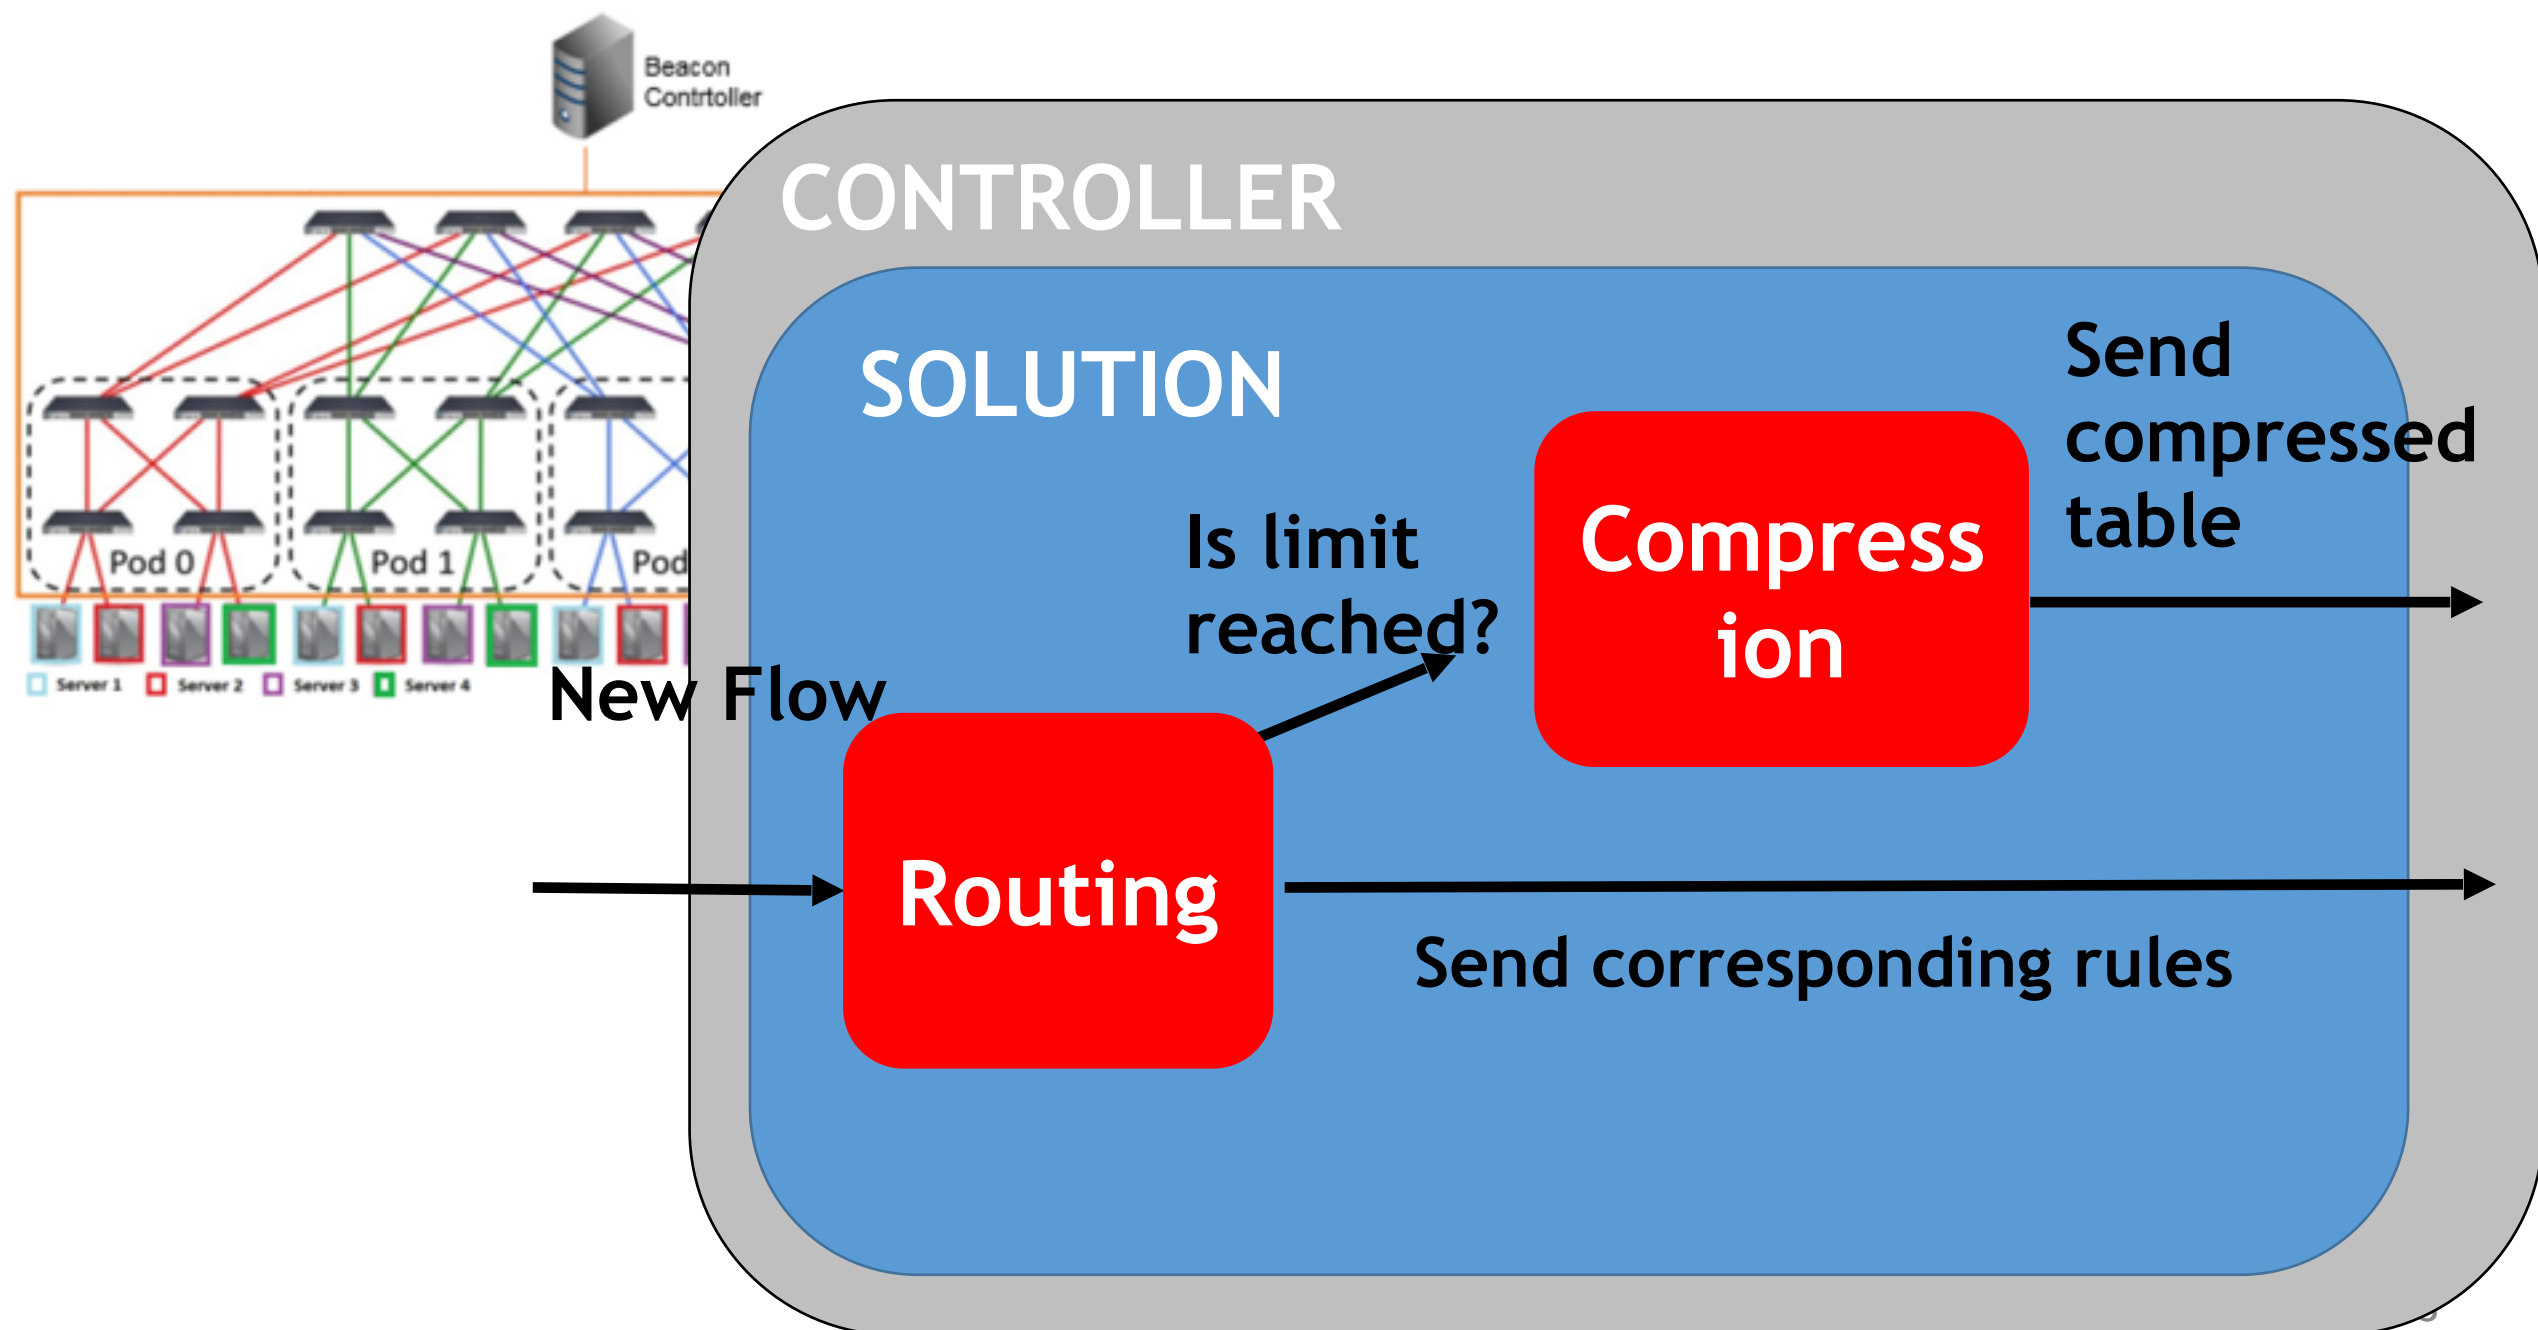 Beacon
Contrtoller
CONTROLLER
SOLUTION
Send
compressed
table
Is limit
reached?
Compress
ion
Pod 0
Pod 1
Pod
Server 1
Server 2
Server 3
Server 4
New Flow
Routing
Send corresponding rules